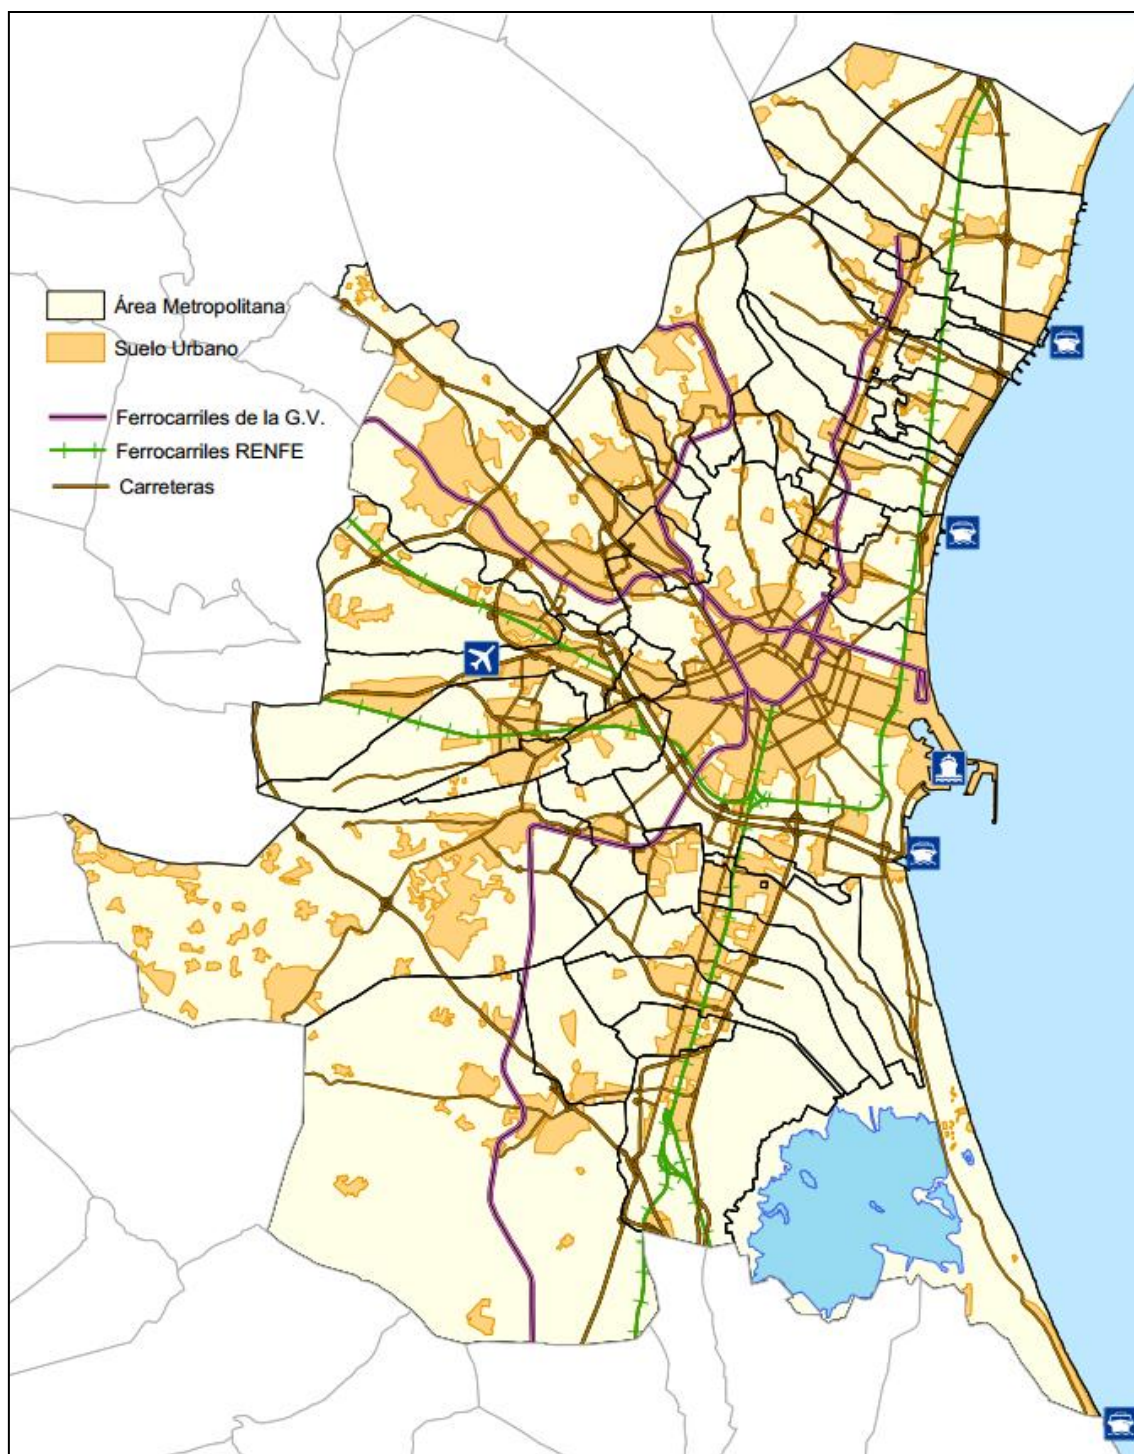 Área Metropolitana
Suelo Urbano
Ferrocarriles de la G.V.
Ferrocarriles RENFE
Carreteras